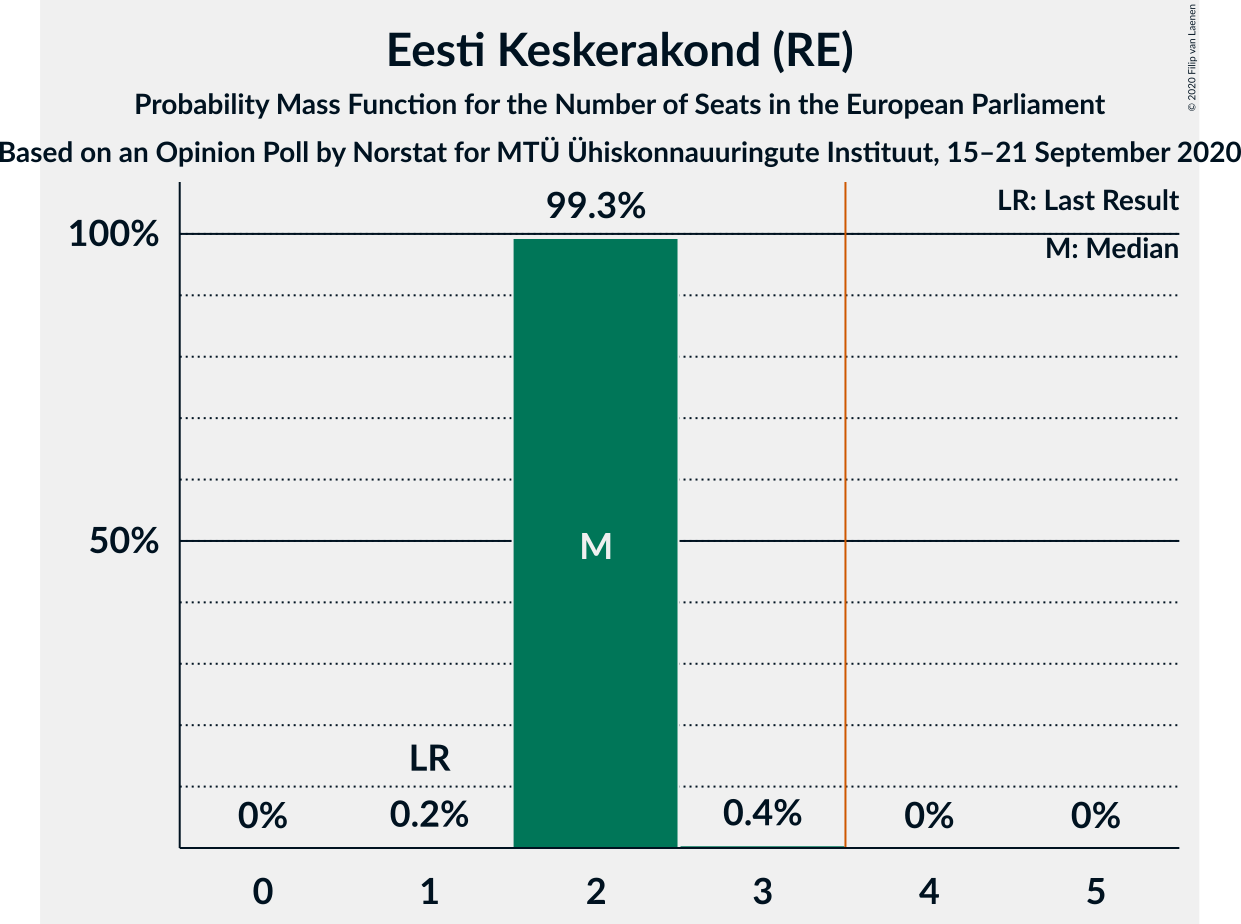 Eesti Keskerakond (RE)
Probability Mass Function for the Number of Seats in the European Parliament
Based on an Opinion Poll by Norstat for MTÜ Ühiskonnauuringute Instituut, 15–21 September 2020
© 2020 Filip van Laenen
LR: Last Result
M: Median
100%
50%
99.3%
M
LR
0%
0.2%
0.4%
0%
0%
0
1
2
3
4
5